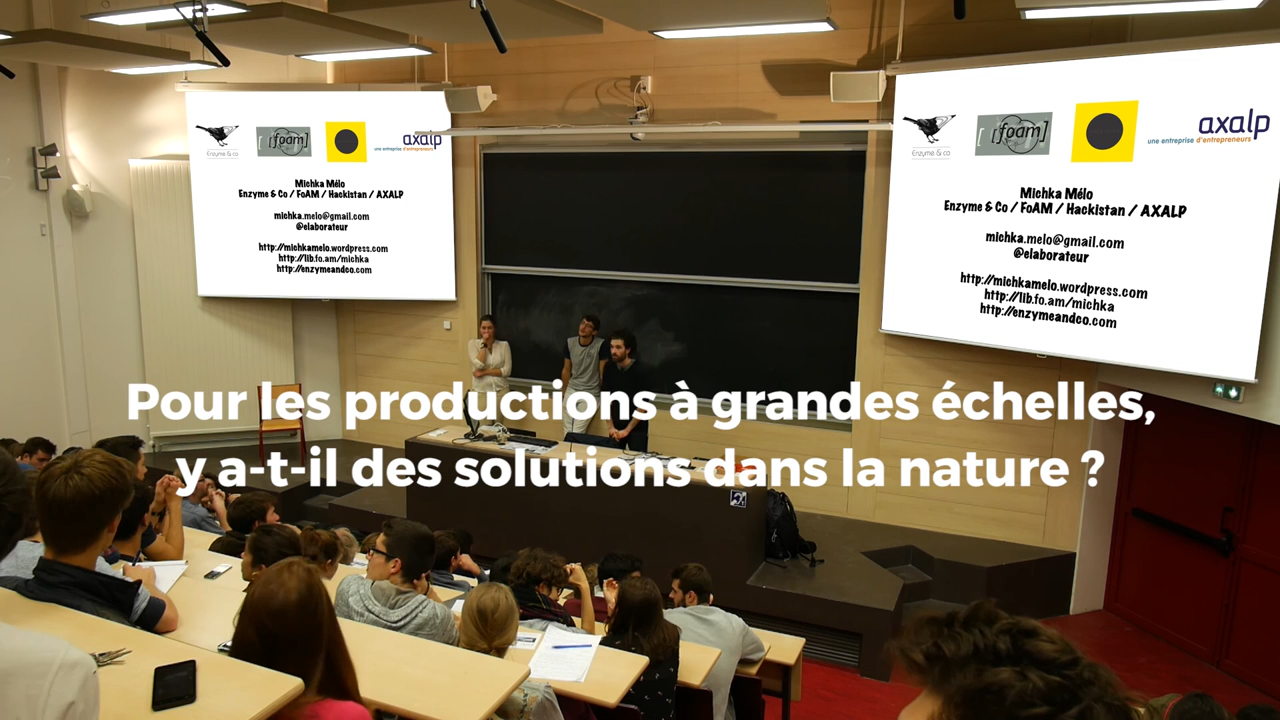 Enzyme & co
[foam]
axalp
une entreprise d'entrepreneurs
Michka Mélo
Enzyme & Co / FoAM / Hackistan / AXALP
michka.melo@gmail.com
@elaborateur
http://michkamelo.wordpress.com
http://lib.fo.am/michka
http://enzymeandco.com
Enzyme & co
[foam]
axalp
une entreprise d'entrepreneurs
Michka Mélo
Enzyme & Co / FoAM / Hackistan / AXALP
michka.melo@gmail.com
@elaborateur
http://michkamelo.wordpress.com
http://lib.fo.am/michka
http://enzymeandco.com
Pour les productions à grandes échelles,
y a-t-il des solutions dans la nature ?